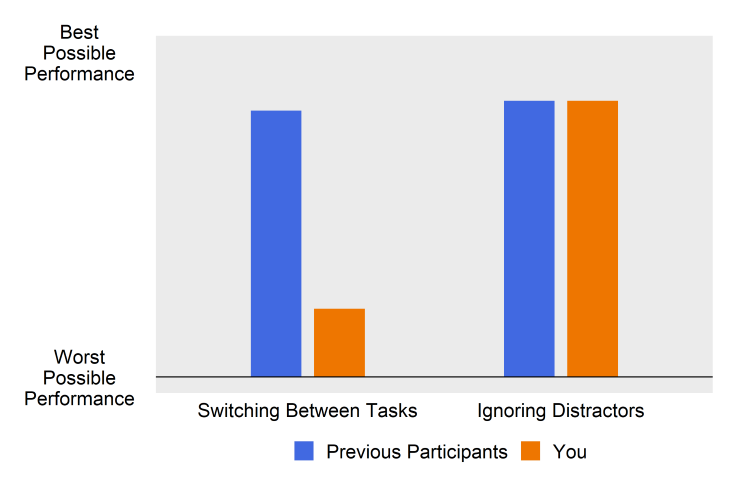 Best
Possible
Performance
Worst
Possible
Performance
Switching Between Tasks
Ignoring Distractors
Previous Participants
You